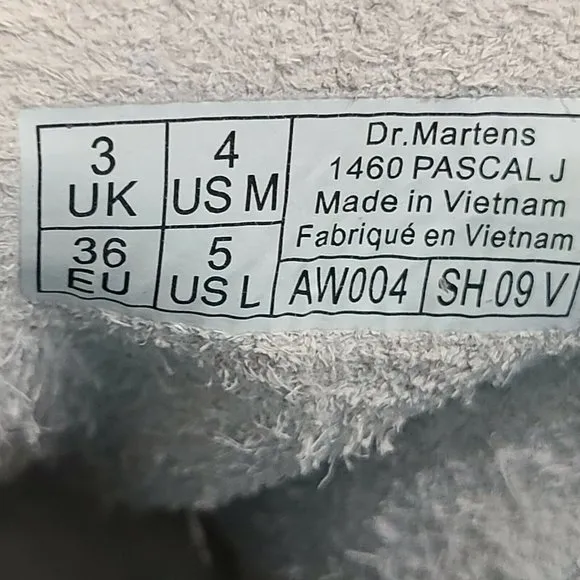 3
UK
4
US M
36
EU
5
US L
Dr.Martens
1460 PASCAL J
Made in Vietnam
Fabriqué en Vietnam
AW004
SH.09 V